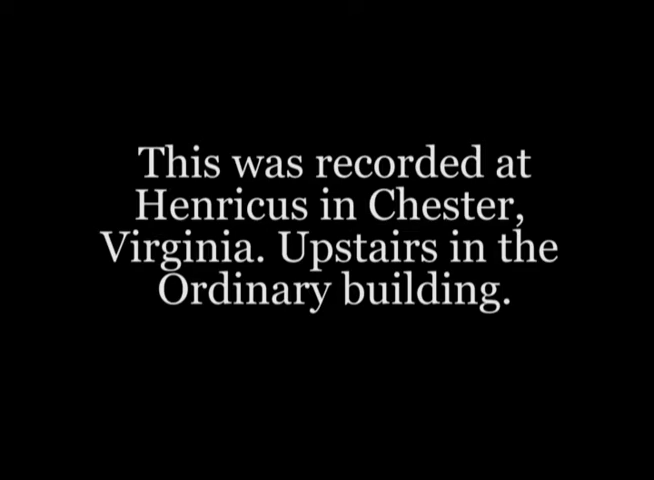 This was recorded at
Henricus in Chester,
Virginia. Upstairs in the
Ordinary building.